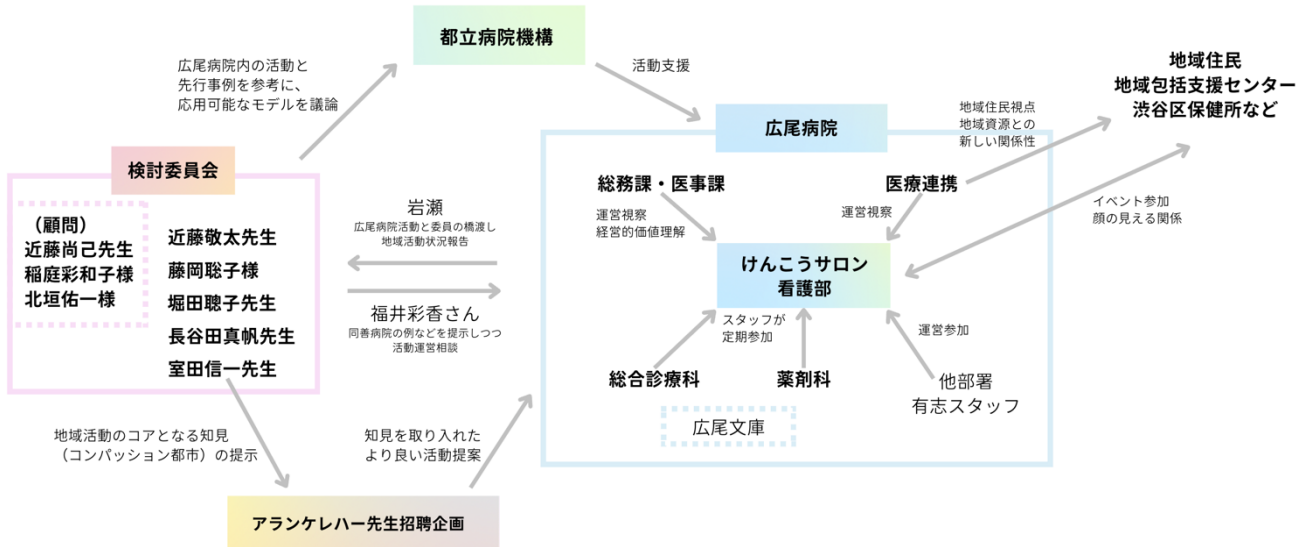 都立病院機構
広尾病院内の活動と
先行事例を参考に、
応用可能なモデルを議論
活動支援
地域住民
地域包括支援センター
渋谷区保健所など
広尾病院
地域住民視点
地域資源との
新しい関係性
検討委員会
（顧問）
近藤尚己先生
稲庭彩和子様
北垣佑一様
近藤敬太先生
藤岡聡子様
堀田聰子先生
長谷田真帆先生
室田信一先生
岩瀬
広尾病院活動と委員の橋渡し
地域活動状況報告
福井彩香さん
同善病院の例などを提示しつつ
活動運営相談
総務課・医事課
医療連携
運営視察
経営的価値理解
運営視察
イベント参加
顔の見える関係
けんこうサロン
看護部
スタッフが
定期参加
運営参加
総合診療科
薬剤科
他部署
有志スタッフ
広尾文庫
地域活動のコアとなる知見
（コンパッション都市）の提示
知見を取り入れた
より良い活動提案
アランケレハー先生招聘企画